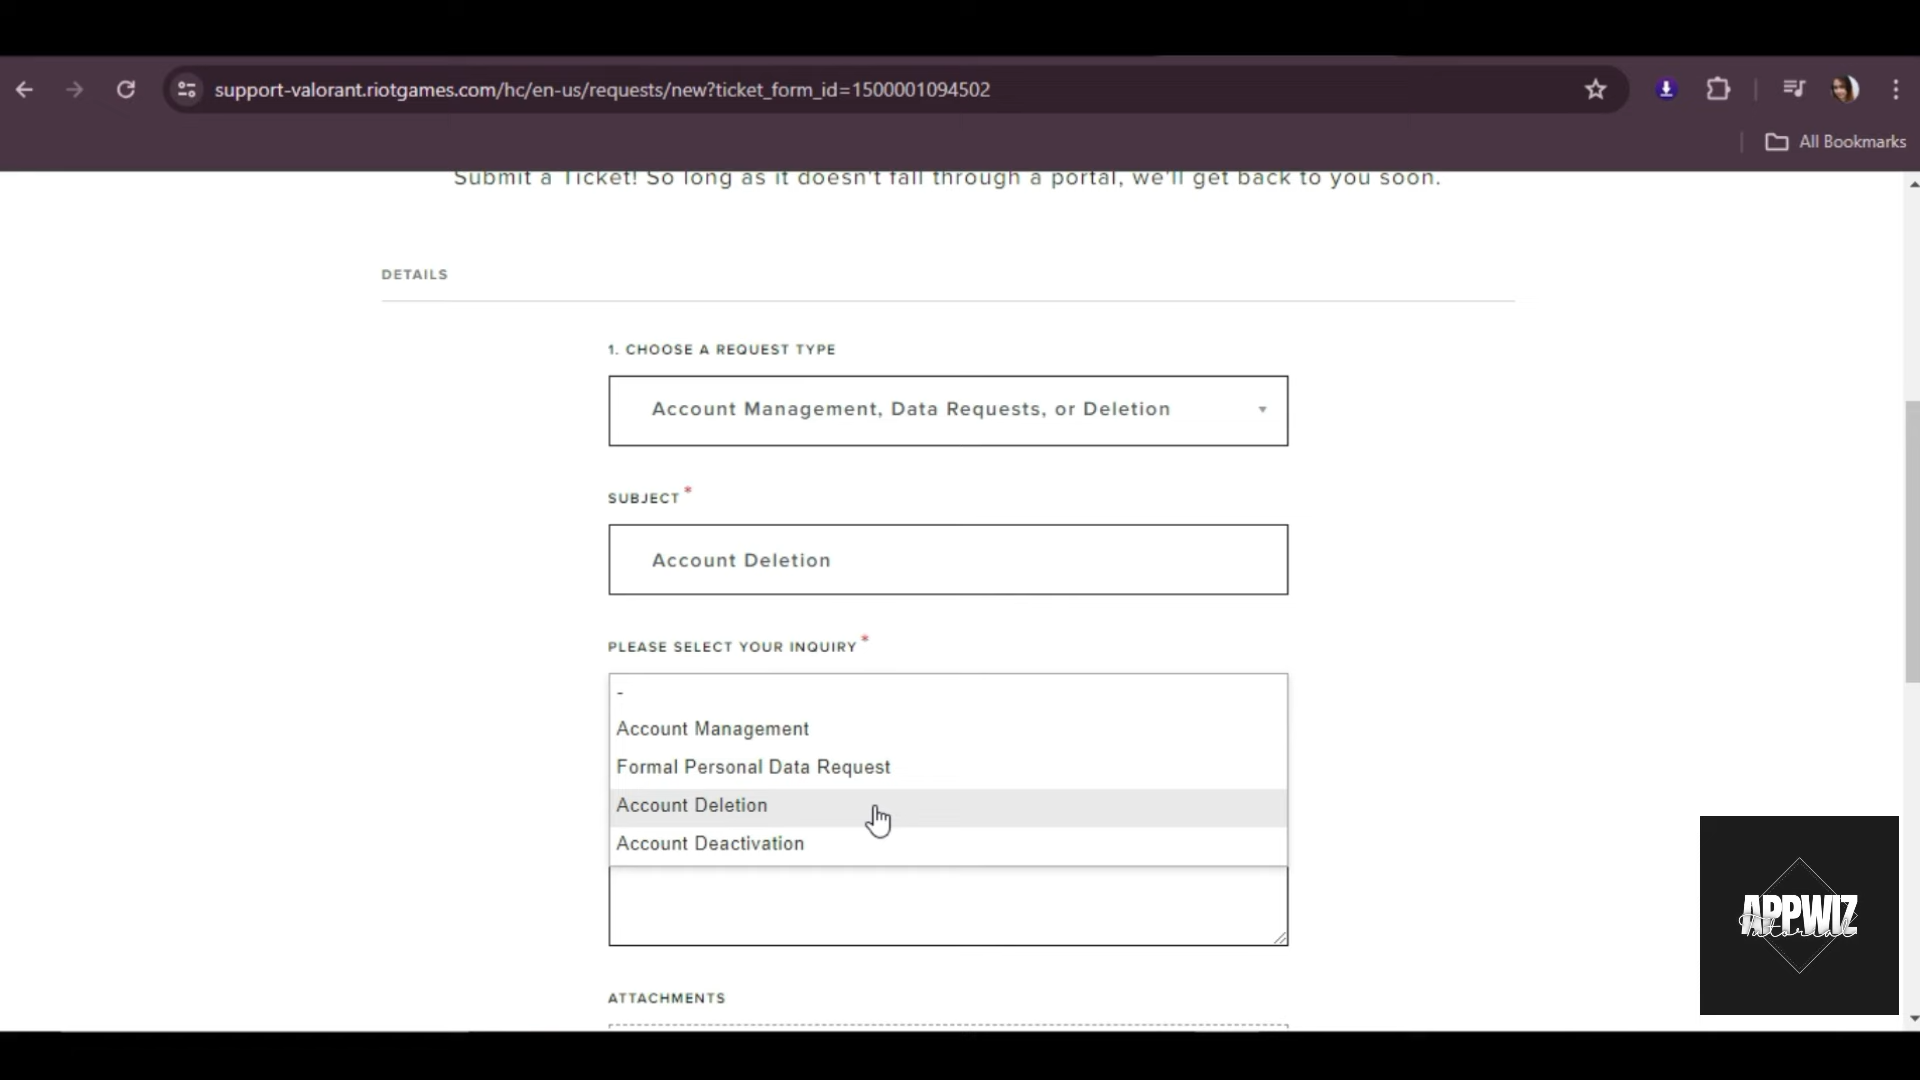 support-valorant.riotgames.com/hc/en-us/requests/new?ticket_form_id=1500001094502
All Bookmarks
Submit a Ticket! So long as it doesn't fall through a portal, we'll get back to you soon.
DETAILS
1. CHOOSE A REQUEST TYPE
Account Management, Data Requests, or Deletion
SUBJECT *
Account Deletion
PLEASE SELECT YOUR INQUIRY *
-
Account Management
Formal Personal Data Request
Account Deletion
Account Deactivation
ATTACHMENTS
APPWIZ
Tutorial